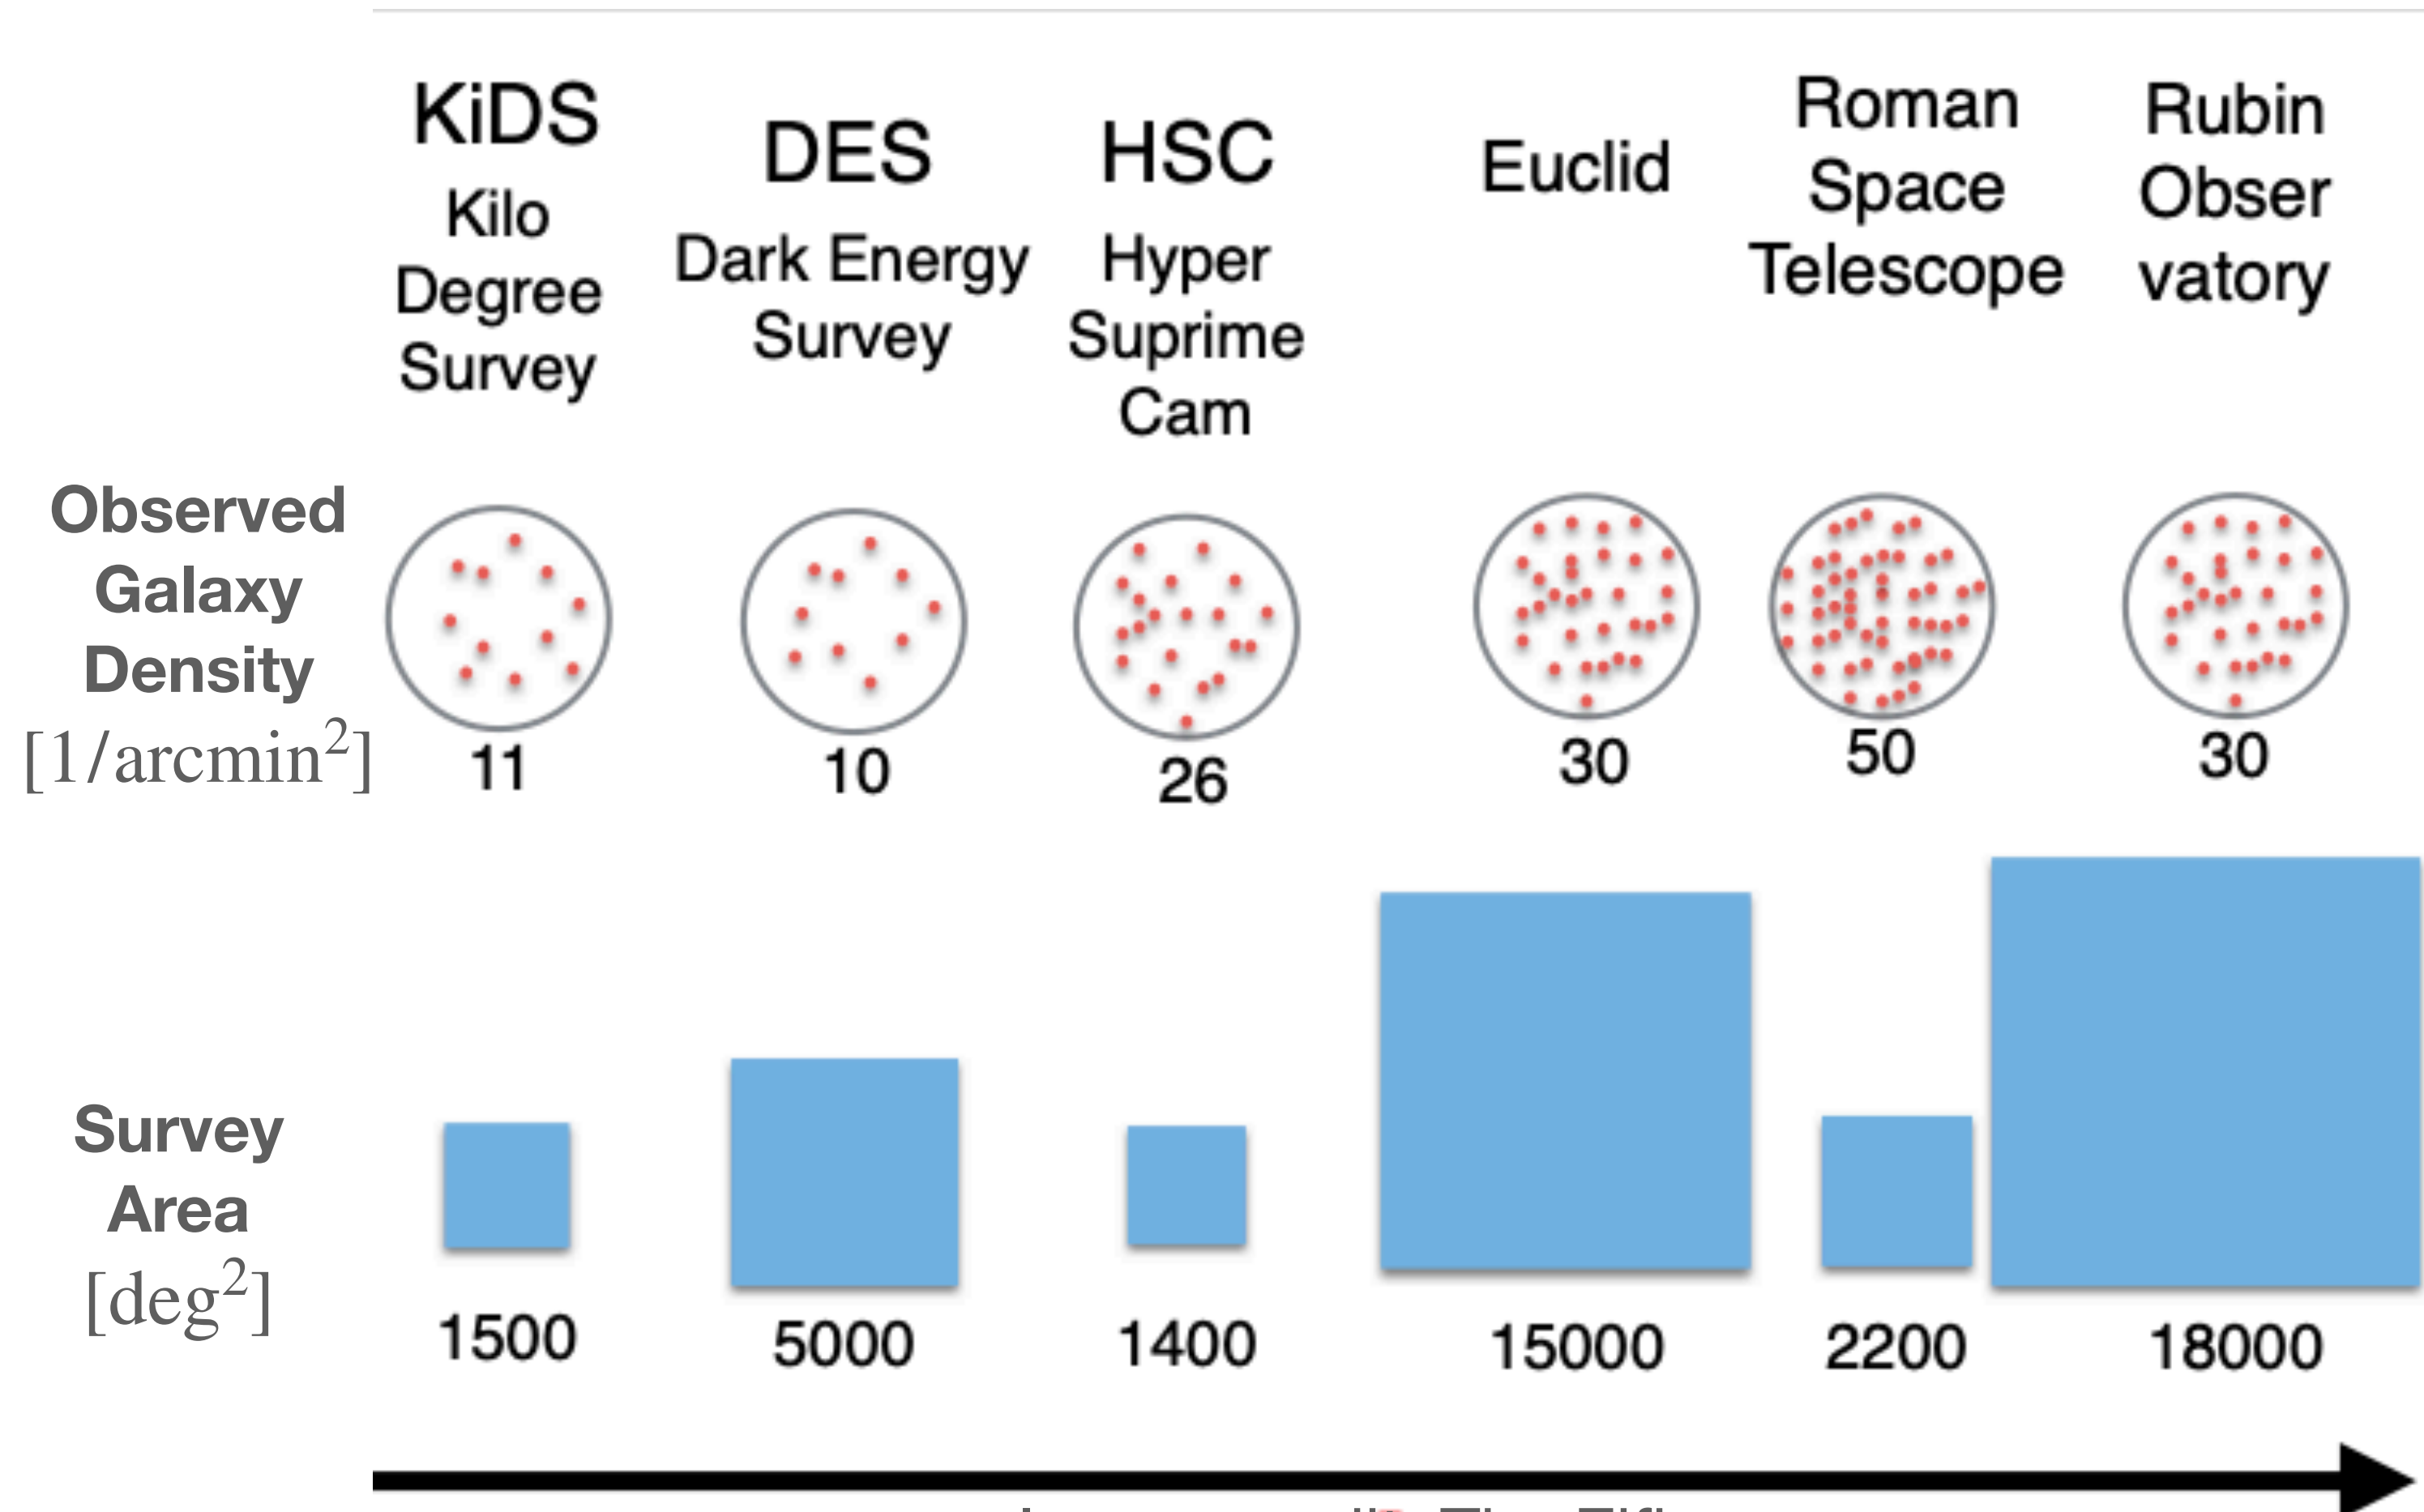 KiDS
Kilo
Degree
Survey
DES
Dark Energy
Survey
HSC
Hyper
Suprime
Cam
Euclid
Roman
Space
Telescope
Rubin
Obser
vatory
Observed
Galaxy
Density
[1/arcmin²]
11
10
26
30
50
30
Survey
Area
[deg²]
1500
5000
1400
15000
2200
18000